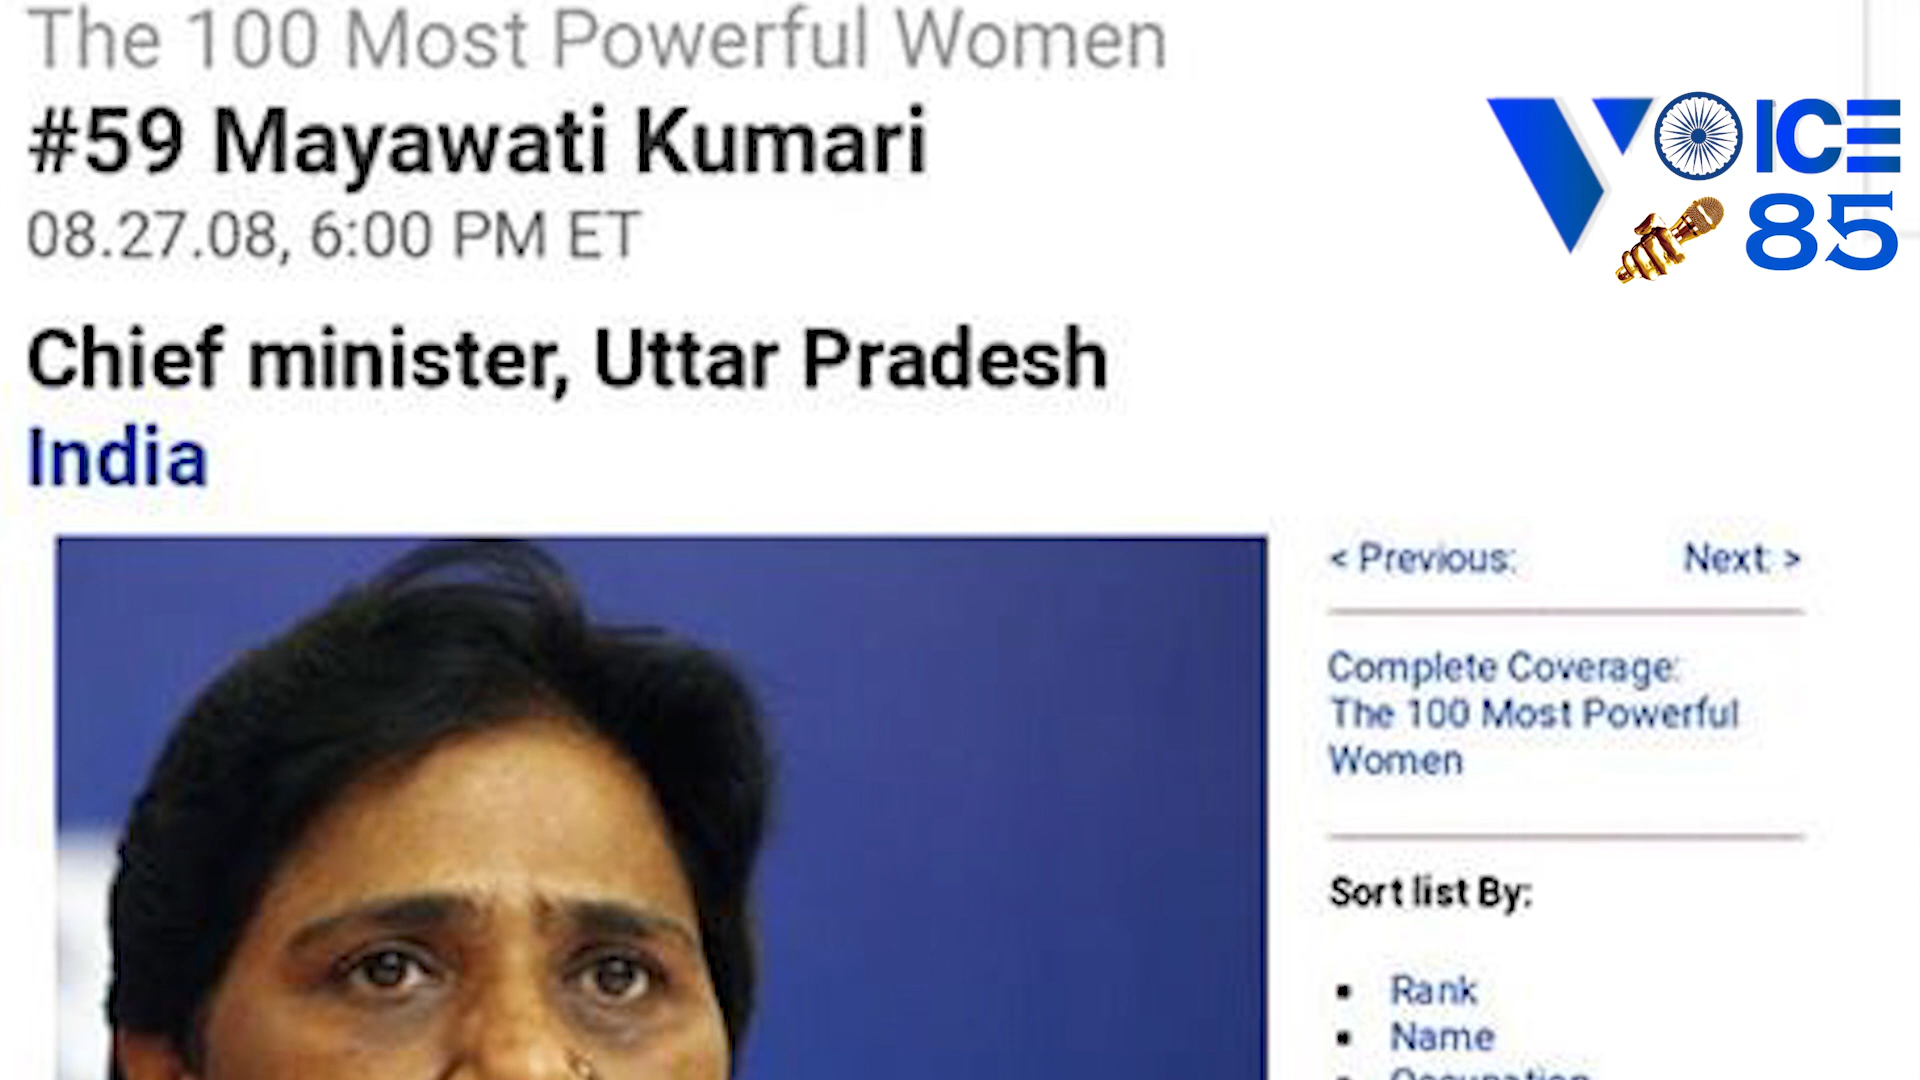 The 100 Most Powerful Women
#59 Mayawati Kumari
08.27.08, 6:00 PM ET
VOICE
85
Chief minister, Uttar Pradesh
India
< Previous: Next: >
Complete Coverage:
The 100 Most Powerful
Women
Sort list By:
Rank
Name
Occupation